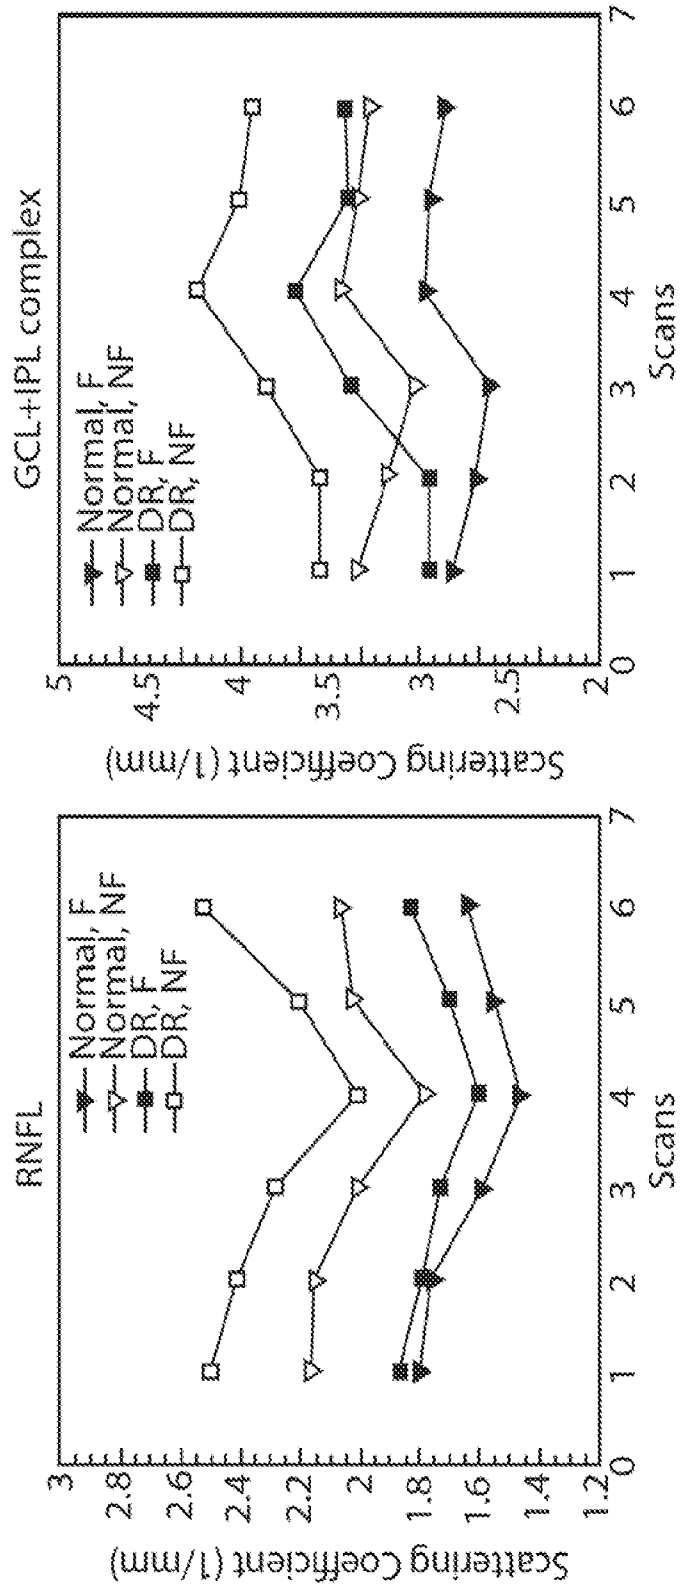 RNFL
Normal, F
Normal, NF
DR, F
DR, NF
Scattering Coefficient (1/mm)
3
2.8
2.6
2.4
2.2
2
1.8
1.6
1.4
1.2
0 1 2 3 4 5 6 7
Scans
GCL+IPL complex
Normal, F
Normal, NF
DR, F
DR, NF
Scattering Coefficient (1/mm)
5
4.5
4
3.5
3
2.5
2
0 1 2 3 4 5 6 7
Scans